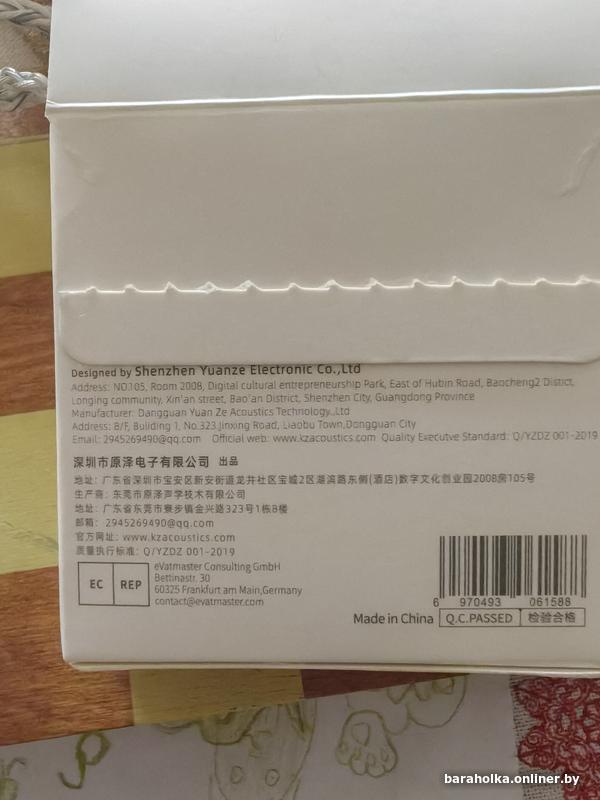 Designed by Shenzhen Yuanze Electronic Co.,Ltd
Address: NO.105, Room 2008, Digital cultural entrepreneurship Park, East of Hubin Road, Baocheng2 Distict,
Longing community, Xin'an street, Bao'an District, Shenzhen City, Guangdong Province
Manufacturer: Dangguan Yuan Ze Acoustics Technology.,Ltd
Address: 8/F, Buliding 1, No.323.Jinxing Road, Liaobu Town,Dongguan City
Email: 2945269490@qq.com Official web: www.kzacoustics.com Quality Executve Standard: Q/YZDZ 001-2019
深圳市原泽电子有限公司 出品
地址: 广东省深圳市宝安区新安街道龙井社区宝城2区湖滨路东侧(酒店)数字文化创业园2008房105号
生产商: 东莞市原泽声学技术有限公司
地址: 广东省东莞市寮步镇金兴路323号1栋8楼
邮箱: 2945269490@qq.com
官方网址: www.kzacoustics.com
质量执行标准: Q/YZDZ 001-2019
EC REP
eVatmaster Consulting GmbH
Bettinastr. 30
60325 Frankfurt am Main,Germany
contact@evatmaster.com
6 970493 061588
Made in China Q.C.PASSED 检验合格
baraholka.onliner.by